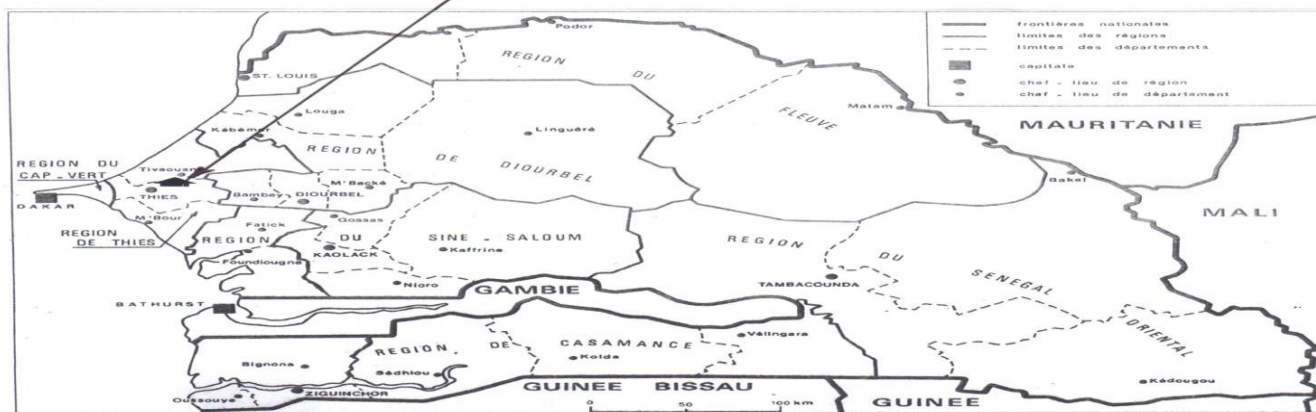 frontières nationales
limites des régions
limites des départements
capitale
chef-lieu de région
chef-lieu de département
Podor
REGION DU
FLEUVE
ST. LOUIS
Louga
Matam
Linguéré
Kébémer
MAURITANIE
REGION
DE DIOURBEL
REGION DU
CAP-VERT
Tivaouan
M'Backé
Bakel
THIES
Bambey
DIOURBEL
DAKAR
M'Bour
Gossas
MALI
Fatick
REGION
DE THIES
REGION
DU
SINE-SALOUM
REGION
KAOLACK
Kaffrine
Foundiougne
DU
SENEGAL
Nioro
TAMBACOUNDA
GAMBIE
BATHURST
ORIENTAL
Vélingara
REGION DE
CASAMANCE
Bignona
Kolda
Sédhiou
Kédougou
GUINEE BISSAU
Oussouye
ZIGUINCHOR
GUINEE
0 50 100 km